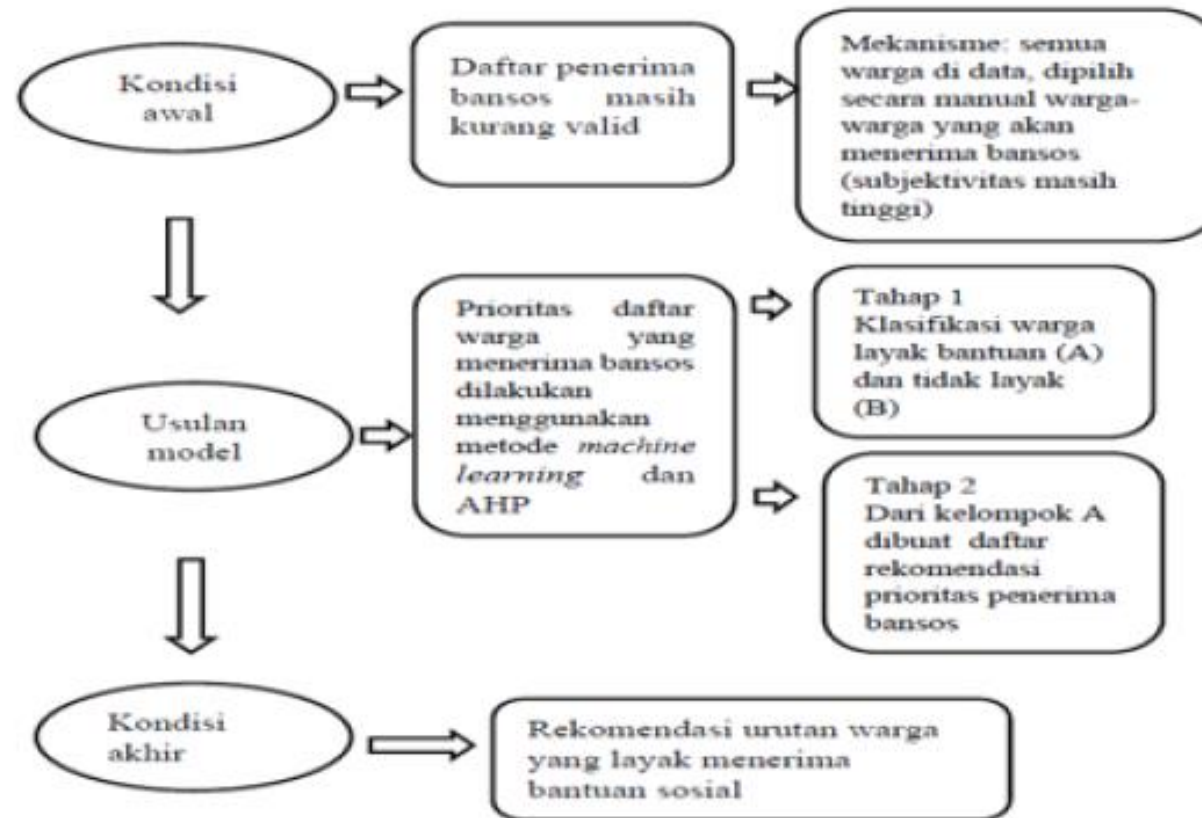 Kondisi
awal
Daftar penerima
bansos masih
kurang valid
Mekanisme: semua
warga di data, dipilih
secara manual warga-
warga yang akan
menerima bansos
(subjektivitas masih
tinggi)
Usulan
model
Prioritas daftar
warga yang
menerima bansos
dilakukan
menggunakan
metode machine
learning dan
AHP
Tahap 1
Klasifikasi warga
layak bantuan (A)
dan tidak layak
(B)
Tahap 2
Dari kelompok A
dibuat daftar
rekomendasi
prioritas penerima
bansos
Kondisi
akhir
Rekomendasi urutan warga
yang layak menerima
bantuan sosial